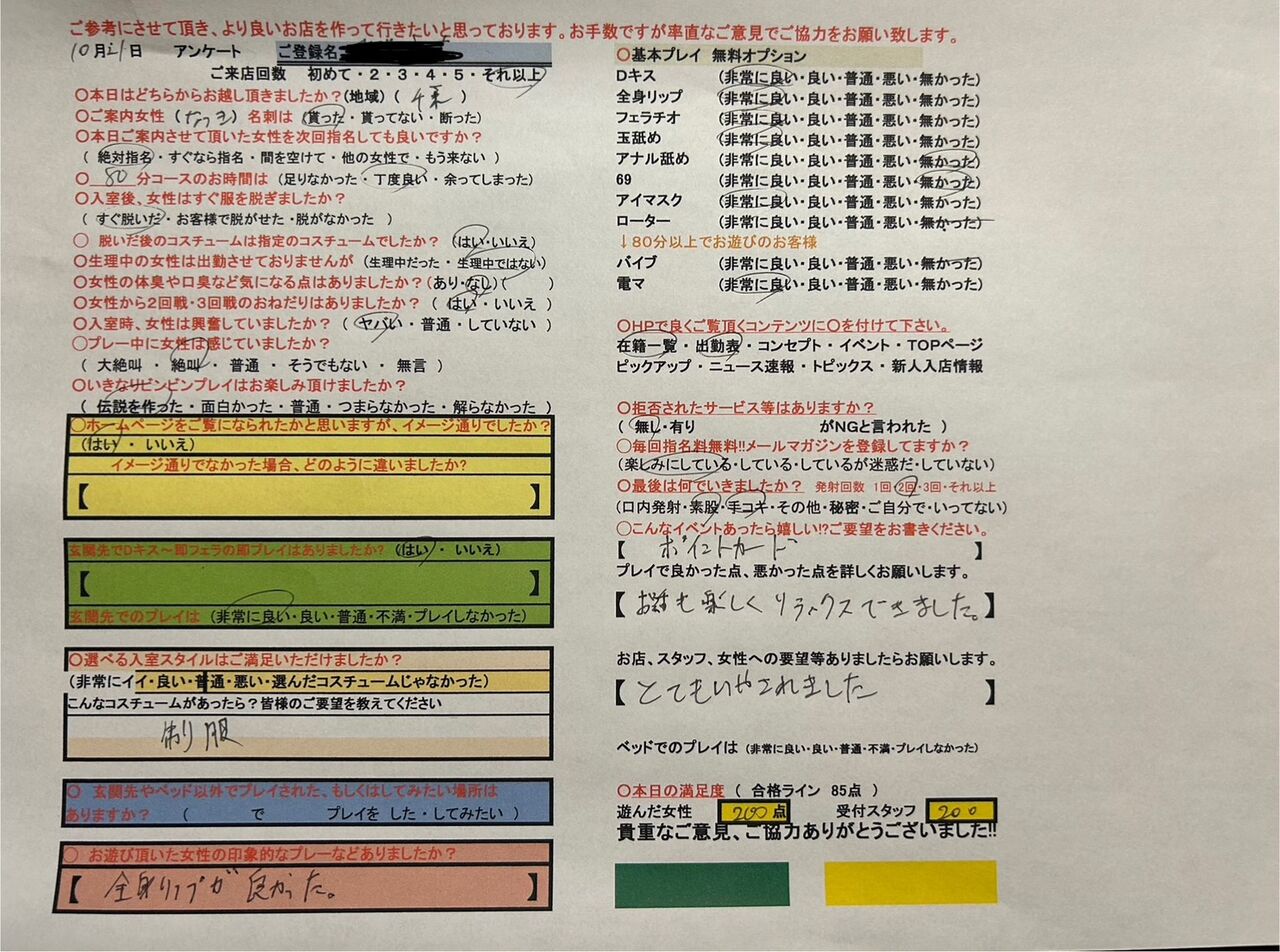 ご参考にさせて頂き、より良いお店を作って行きたいと思っております。お手数ですが率直なご意見でご協力をお願い致します。
10月21日 アンケート ご登録名
ご来店回数 初めて・2・3・4・5・それ以上
〇本日はどちらからお越し頂きましたか？(地域) ( 千葉 )
〇ご案内女性 (なつき) 名刺は (貰った・貰ってない・断った)
〇本日ご案内させて頂いた女性を次回指名しても良いですか？
( 絶対指名・すぐなら指名・間を空けて・他の女性で・もう来ない )
〇 80 分コースのお時間は (足りなかった・丁度良い・余ってしまった)
〇入室後、女性はすぐ服を脱ぎましたか？
( すぐ脱いだ・お客様で脱がせた・脱がなかった )
〇 脱いだ後のコスチュームは指定のコスチュームでしたか？ (はい・いいえ)
〇生理中の女性は出勤させておりませんが (生理中だった・生理中ではない)
〇女性の体臭や口臭など気になる点はありましたか？(あり・なし)( )
〇女性から2回戦・3回戦のおねだりはありましたか？ ( はい・いいえ )
〇入室時、女性は興奮していましたか？ ( ヤバい・普通・していない )
〇プレー中に女性は感じていましたか？
( 大絶叫 ・ 絶叫 ・ 普通 ・ そうでもない ・ 無言 )
〇いきなりビンビンプレイはお楽しみ頂けましたか？
( 伝説を作った・面白かった・普通・つまらなかった・解らなかった )
〇ホームページをご覧になられたかと思いますが、イメージ通りでしたか？
(はい ・ いいえ)
イメージ通りでなかった場合、どのように違いましたか？
【 】
玄関先でDキス～即フェラの即プレイはありましたか？ (はい ・ いいえ)
【 】
玄関先でのプレイは (非常に良い・良い・普通・不満・プレイしなかった)
〇選べる入室スタイルはご満足いただけましたか？
(非常にイイ・良い・普通・悪い・選んだコスチュームじゃなかった)
こんなコスチュームがあったら？皆様のご要望を教えてください
制服
〇 玄関先やベッド以外でプレイされた、もしくはしてみたい場所は
ありますか？ ( で プレイを した・してみたい )
〇 お遊び頂いた女性の印象的なプレーなどありましたか？
【 全身リップが良かった。 】
〇基本プレイ 無料オプション
Dキス (非常に良い・良い・普通・悪い・無かった)
全身リップ (非常に良い・良い・普通・悪い・無かった)
フェラチオ (非常に良い・良い・普通・悪い・無かった)
玉舐め (非常に良い・良い・普通・悪い・無かった)
アナル舐め (非常に良い・良い・普通・悪い・無かった)
69 (非常に良い・良い・普通・悪い・無かった)
アイマスク (非常に良い・良い・普通・悪い・無かった)
ローター (非常に良い・良い・普通・悪い・無かった)
↓80分以上でお遊びのお客様
バイブ (非常に良い・良い・普通・悪い・無かった)
電マ (非常に良い・良い・普通・悪い・無かった)
〇HPで良くご覧頂くコンテンツに〇を付けて下さい。
在籍一覧・出勤表・コンセプト・イベント・TOPページ
ピックアップ・ニュース速報・トピックス・新人入店情報
〇拒否されたサービス等はありますか？
( 無し・有り がNGと言われた )
〇毎回指名料無料!!メールマガジンを登録してますか？
(楽しみにしている・している・しているが迷惑だ・していない)
〇最後は何でいきましたか？ 発射回数 1回・2回・3回・それ以上
(口内発射・素股・手コキ・その他・秘密・ご自分で・いってない)
〇こんなイベントあったら嬉しい!?ご要望をお書きください。
【 ポイントカード 】
プレイで良かった点、悪かった点を詳しくお願いします。
【 お話も楽しくリラックスできました。 】
お店、スタッフ、女性への要望等ありましたらお願いします。
【 とてもいやされました 】
ベッドでのプレイは (非常に良い・良い・普通・不満・プレイしなかった)
〇本日の満足度 ( 合格ライン 85点 )
遊んだ女性 200点 受付スタッフ 200
貴重なご意見、ご協力ありがとうございました!!